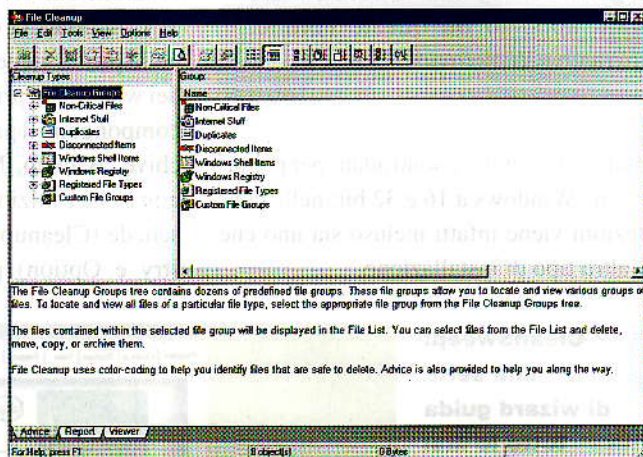 File Cleanup
File Edit Tools View Options Help
Cleanup Types
File Cleanup Groups
Non-Critical Files
Internet Stuff
Duplicates
Disconnected Items
Windows Shell Items
Windows Registry
Registered File Types
Custom File Groups
Group:
Name
Non-Critical Files
Internet Stuff
Duplicates
Disconnected Items
Windows Shell Items
Windows Registry
Registered File Types
Custom File Groups
The File Cleanup Groups tree contains dozens of predefined file groups. These file groups allow you to locate and view various groups of
files. To locate and view all files of a particular file type, select the appropriate file group from the File Cleanup Groups tree.
The files contained within the selected file group will be displayed in the File List. You can select files from the File List and delete,
move, copy, or archive them.
File Cleanup uses color-coding to help you identify files that are safe to delete. Advice is also provided to help you along the way.
Advice Report Viewer
For Help, press F1 0 object(s) 0 Bytes